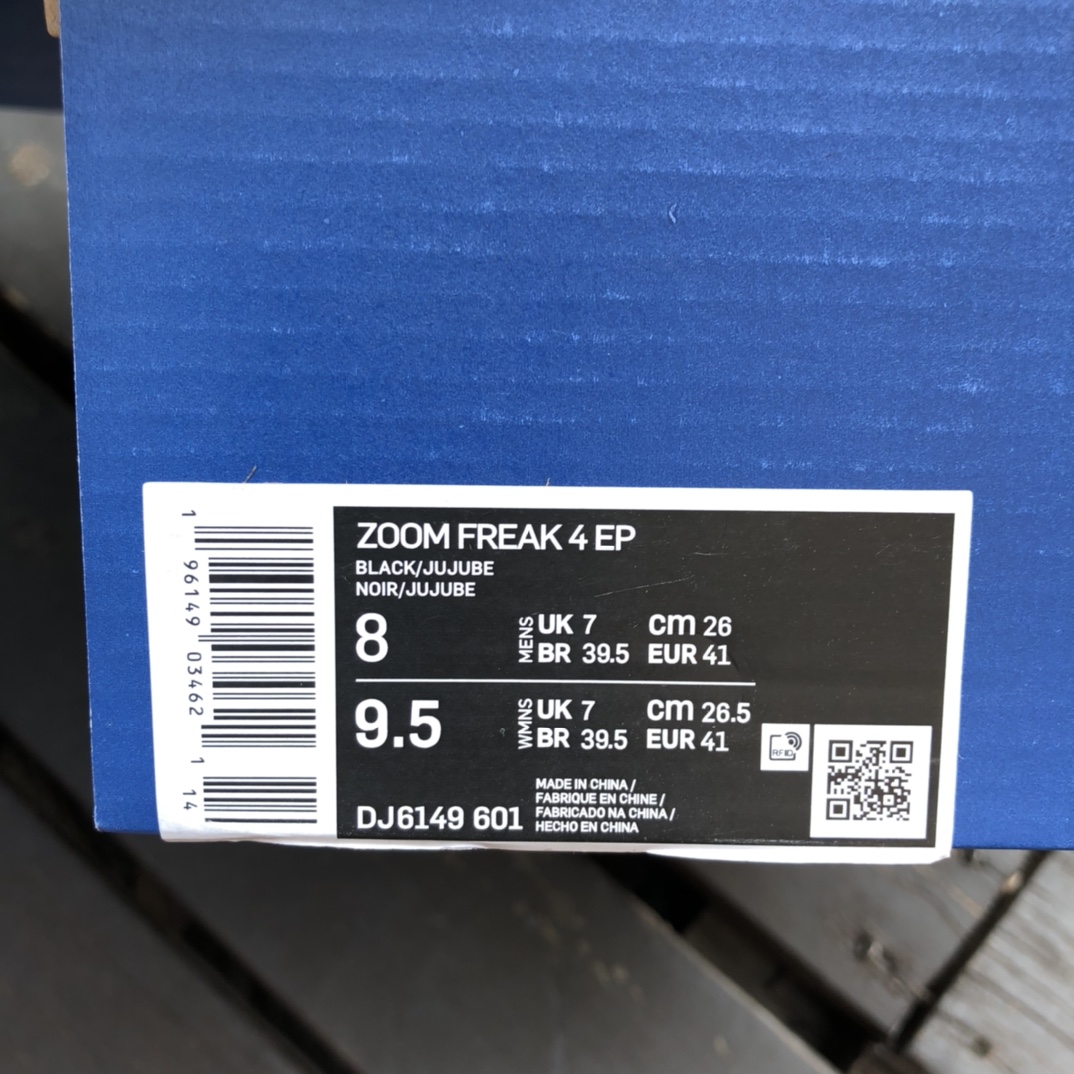 ZOOM FREAK 4 EP
BLACK/JUJUBE
NOIR/JUJUBE
8 MENS UK 7 cm 26
BR 39.5 EUR 41
9.5 WMNS UK 7 cm 26.5
BR 39.5 EUR 41
RFID
MADE IN CHINA /
FABRIQUE EN CHINE /
FABRICADO NA CHINA /
HECHO EN CHINA
DJ6149 601
1 96149 03462 1 14